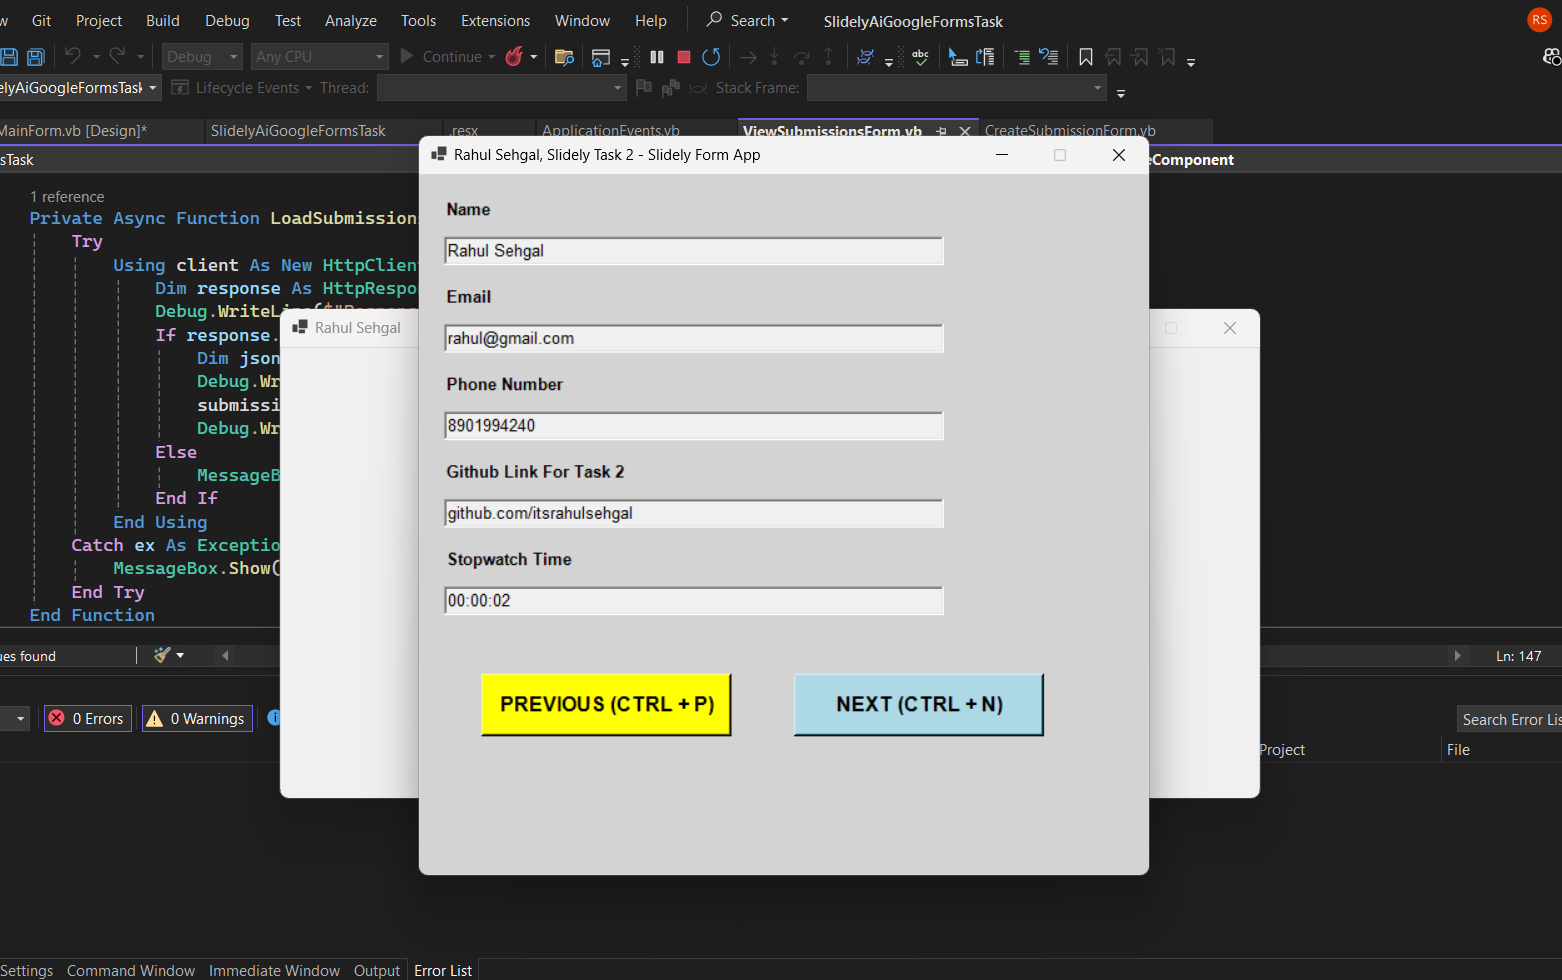 w Git Project Build Debug Test Analyze Tools Extensions Window Help Search SlidelyAiGoogleFormsTask RS
Debug Any CPU Continue abc
elyAiGoogleFormsTask Lifecycle Events Thread: Stack Frame:
MainForm.vb [Design]* SlidelyAiGoogleFormsTask .resx ApplicationEvents.vb ViewSubmissionsForm.vb CreateSubmissionForm.vb
sTask eComponent
1 reference
Private Async Function LoadSubmissions
Try
Using client As New HttpClient
Dim response As HttpRespo
Debug.WriteLine($"Respons
If response.
Dim json
Debug.Wr
submissi
Debug.Wr
Else
MessageB
End If
End Using
Catch ex As Exceptio
MessageBox.Show(
End Try
End Function
ues found
Ln: 147
0 Errors 0 Warnings
Search Error Lis
Project File
Settings Command Window Immediate Window Output Error List
Rahul Sehgal
Rahul Sehgal, Slidely Task 2 - Slidely Form App
Name
Rahul Sehgal
Email
rahul@gmail.com
Phone Number
8901994240
Github Link For Task 2
github.com/itsrahulsehgal
Stopwatch Time
00:00:02
PREVIOUS (CTRL + P) NEXT (CTRL + N)